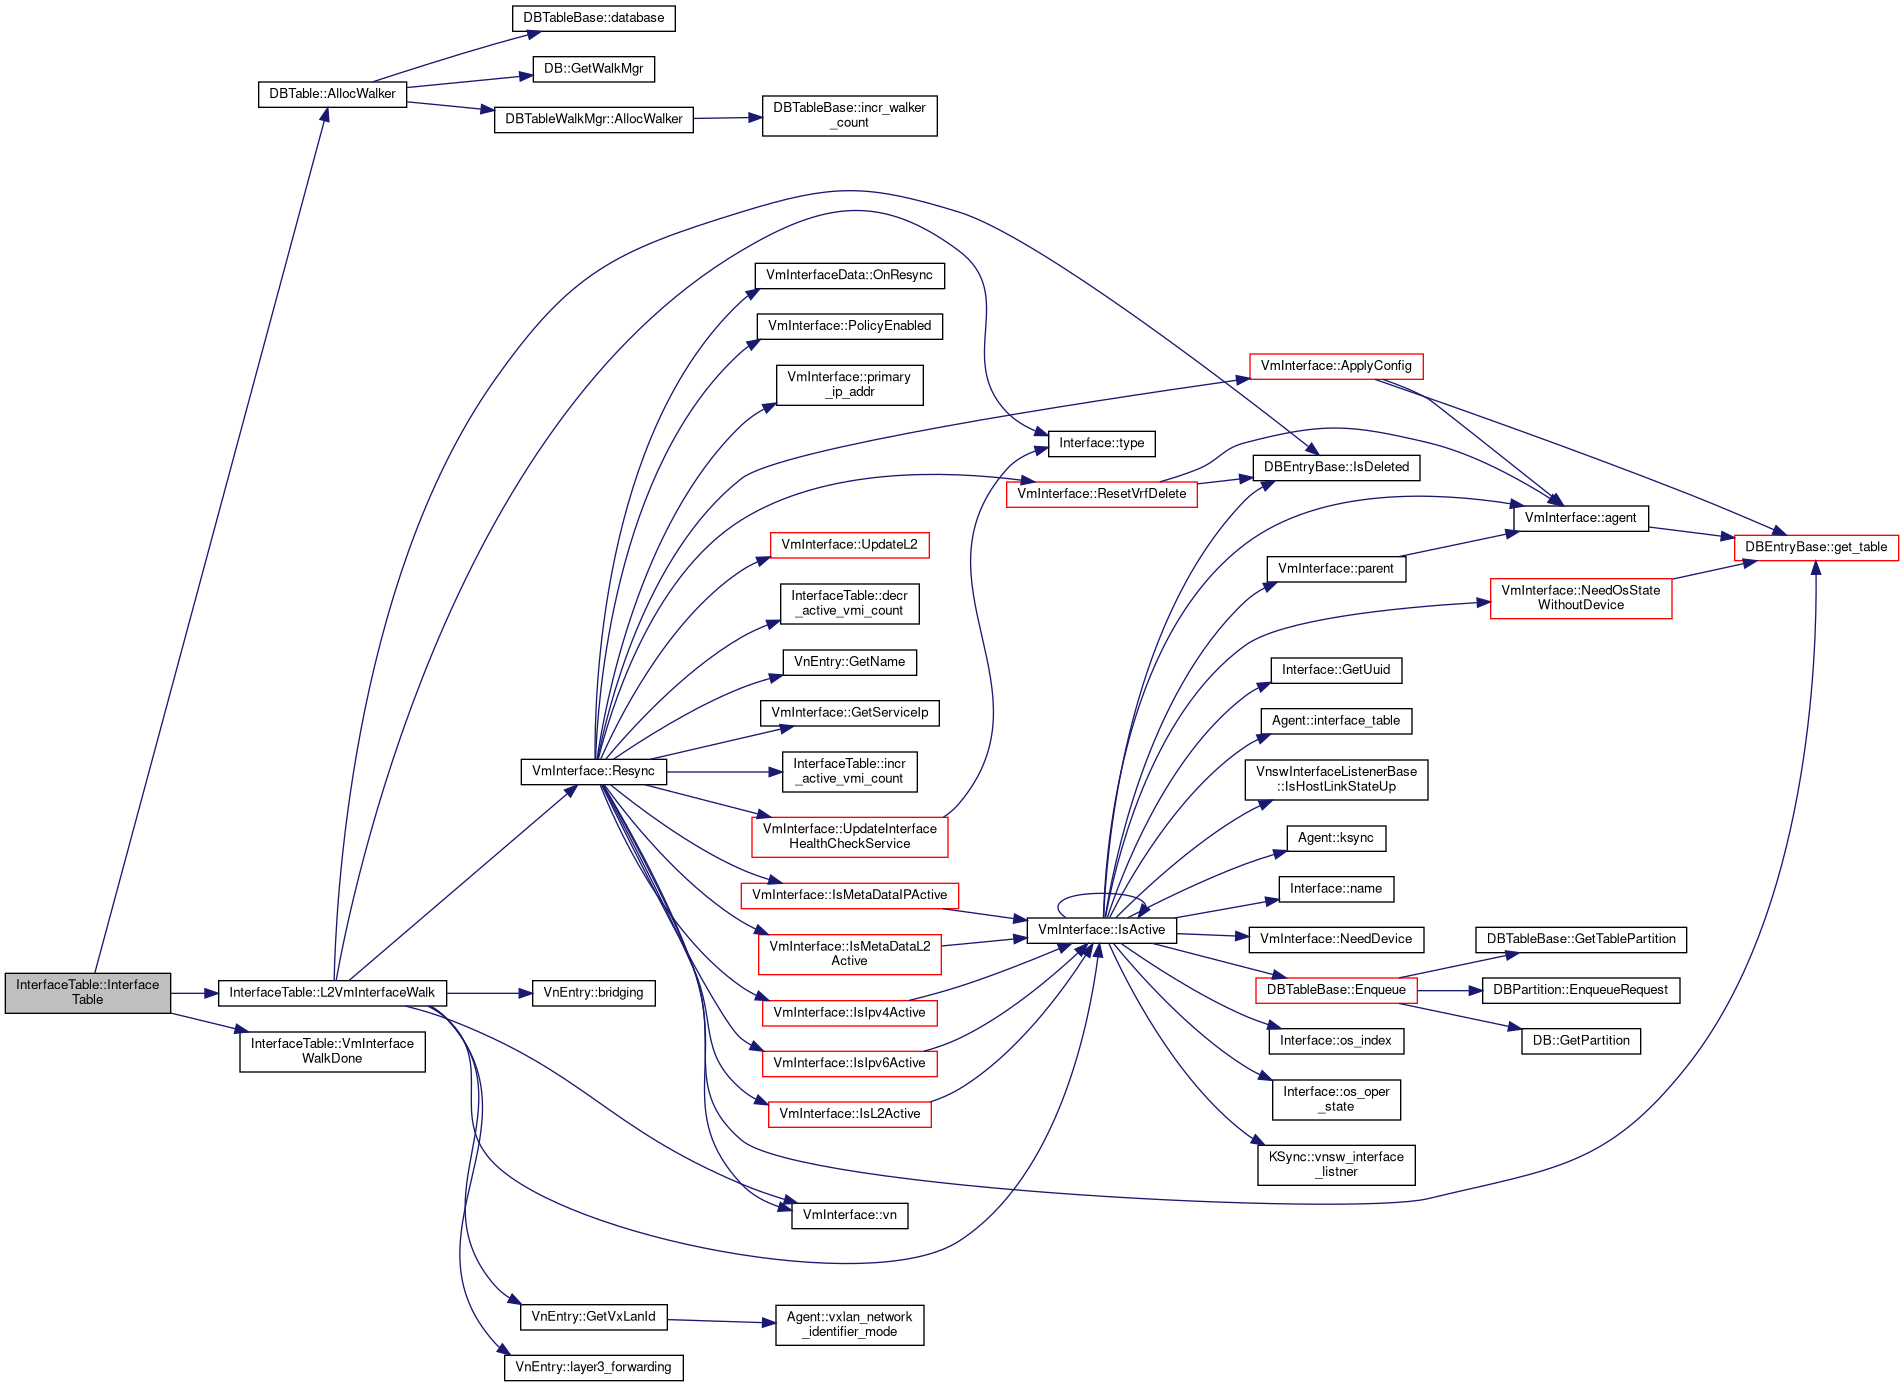 DBTableBase::database
DB::GetWalkMgr
DBTable::AllocWalker
DBTableWalkMgr::AllocWalker
DBTableBase::incr_walker
_count
VmInterfaceData::OnResync
VmInterface::PolicyEnabled
VmInterface::primary
_ip_addr
VmInterface::ApplyConfig
Interface::type
DBEntryBase::IsDeleted
VmInterface::ResetVrfDelete
VmInterface::agent
DBEntryBase::get_table
VmInterface::UpdateL2
VmInterface::parent
VmInterface::NeedOsState
WithoutDevice
InterfaceTable::decr
_active_vmi_count
VnEntry::GetName
Interface::GetUuid
VmInterface::GetServiceIp
Agent::interface_table
VmInterface::Resync
InterfaceTable::incr
_active_vmi_count
VnswInterfaceListenerBase
::IsHostLinkStateUp
VmInterface::UpdateInterface
HealthCheckService
Agent::ksync
VmInterface::IsMetaDataIPActive
Interface::name
VmInterface::IsActive
VmInterface::NeedDevice
DBTableBase::GetTablePartition
VmInterface::IsMetaDataL2
Active
InterfaceTable::Interface
Table
InterfaceTable::L2VmInterfaceWalk
VnEntry::bridging
DBTableBase::Enqueue
DBPartition::EnqueueRequest
VmInterface::IsIpv4Active
Interface::os_index
DB::GetPartition
InterfaceTable::VmInterface
WalkDone
VmInterface::IsIpv6Active
Interface::os_oper
_state
VmInterface::IsL2Active
KSync::vnsw_interface
_listner
VmInterface::vn
VnEntry::GetVxLanId
Agent::vxlan_network
_identifier_mode
VnEntry::layer3_forwarding